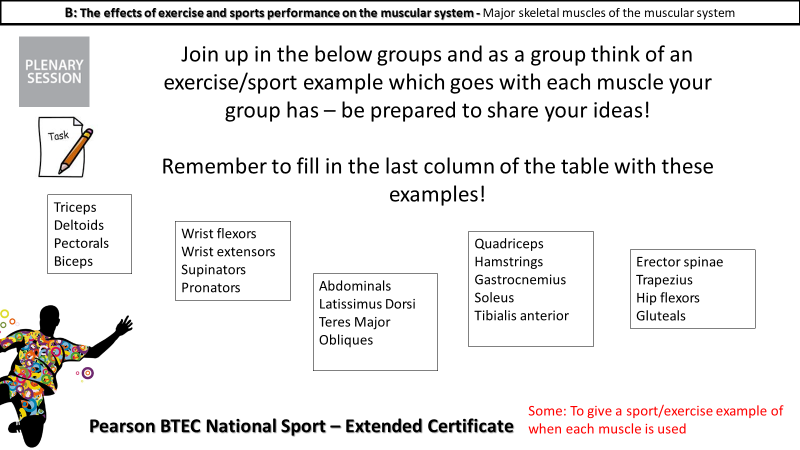 B: The effects of exercise and sports performance on the muscular system - Major skeletal muscles of the muscular system
PLENARY
SESSION
Join up in the below groups and as a group think of an
exercise/sport example which goes with each muscle your
group has – be prepared to share your ideas!
Task
Remember to fill in the last column of the table with these
examples!
Triceps
Deltoids
Pectorals
Biceps
Wrist flexors
Wrist extensors
Supinators
Pronators
Abdominals
Latissimus Dorsi
Teres Major
Obliques
Quadriceps
Hamstrings
Gastrocnemius
Soleus
Tibialis anterior
Erector spinae
Trapezius
Hip flexors
Gluteals
Pearson BTEC National Sport – Extended Certificate
Some: To give a sport/exercise example of
when each muscle is used